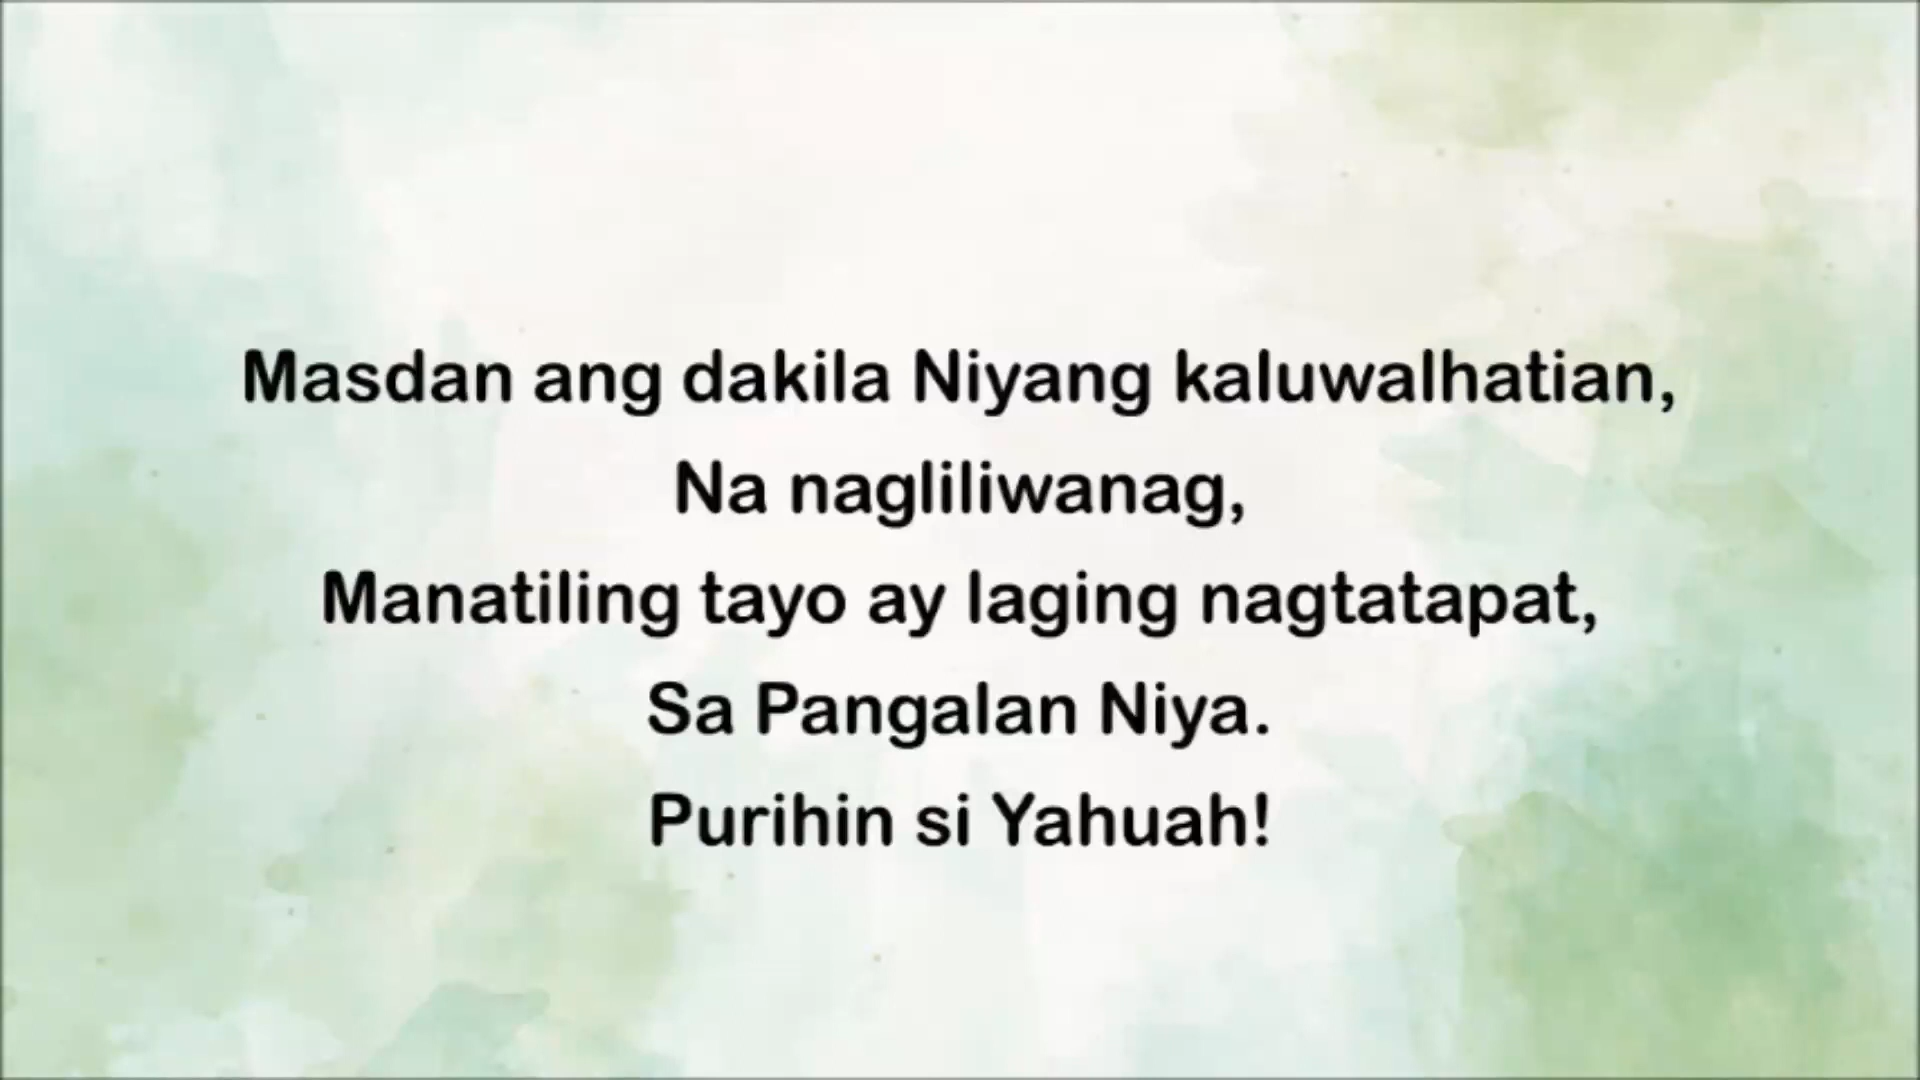 Masdan ang dakila Niyang kaluwalhatian,
Na nagliliwanag,
Manatiling tayo ay laging nagtatapat,
Sa Pangalan Niya.
Purihin si Yahuah!